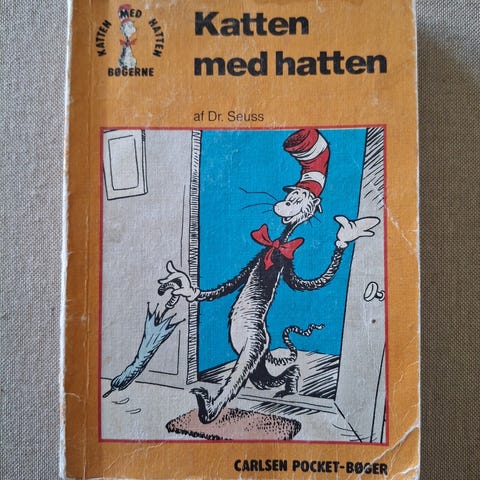 KATTEN MED HATTEN
BØGERNE
Katten
med hatten
af Dr. Seuss
CARLSEN POCKET-BØGER